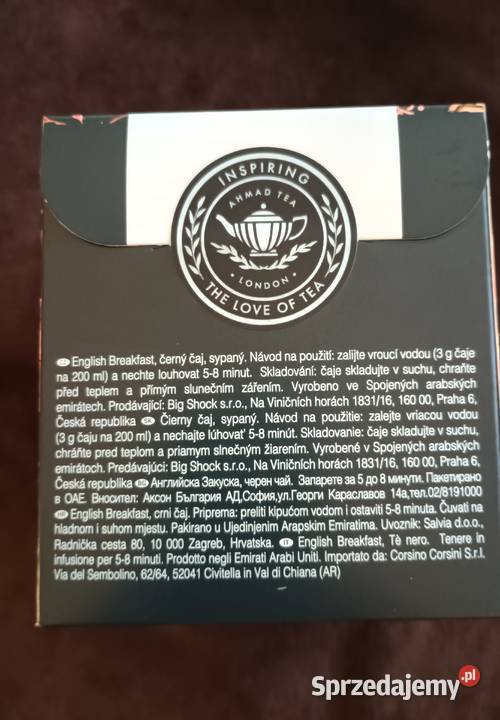 INSPIRING
AHMAD TEA
• LONDON •
THE LOVE OF TEA
CZ English Breakfast, černý čaj, sypaný. Návod na použití: zalijte vroucí vodou (3 g čaje
na 200 ml) a nechte louhovat 5-8 minut. Skladování: čaje skladujte v suchu, chraňte
před teplem a přímým slunečním zářením. Vyrobeno ve Spojených arabských
emirátech. Prodávající: Big Shock s.r.o., Na Viničních horách 1831/16, 160 00, Praha 6,
Česká republika SK Čierny čaj, sypaný. Návod na použitie: zalejte vriacou vodou
(3 g čaju na 200 ml) a nechajte lúhovať 5-8 minút. Skladovanie: čaje skladujte v suchu,
chráňte pred teplom a priamym slnečným žiarením. Vyrobené v Spojených arabských
emirátoch. Predávajúci: Big Shock s.r.o., Na Viničních horách 1831/16, 160 00, Praha 6,
Česká republika BG Английска Закуска, черен чай. Запарете за 5 до 8 минути. Пакетирано
в ОАЕ. Вносител: Аксон България АД,София,ул.Георги Караславов 14а,тел.02/8191000
HR English Breakfast, crni čaj. Priprema: preliti kipućom vodom i ostaviti 5-8 minuta. Čuvati na
hladnom i suhom mjestu. Pakirano u Ujedinjenim Arapskim Emiratima. Uvoznik: Salvia d.o.o.,
Radnička cesta 80, 10 000 Zagreb, Hrvatska. IT English Breakfast, Tè nero. Tenere in
infusione per 5-8 minuti. Prodotto negli Emirati Arabi Uniti. Importato da: Corsino Corsini S.r.l.
Via del Sembolino, 62/64, 52041 Civitella in Val di Chiana (AR)
Sprzedajemy.pl